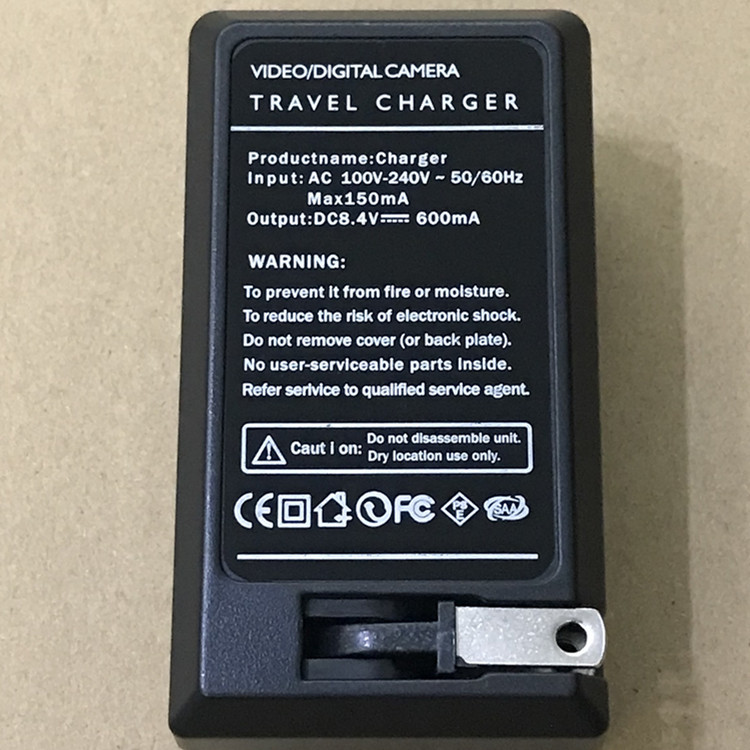 VIDEO/DIGITAL CAMERA
TRAVEL CHARGER
Productname:Charger
Input: AC 100V-240V ~ 50/60Hz
Max150mA
Output:DC8.4V⎓ 600mA
WARNING:
To prevent it from fire or moisture.
To reduce the risk of electronic shock.
Do not remove cover (or back plate).
No user-serviceable parts inside.
Refer serivice to qualified service agent.
Caut i on: Do not disassemble unit.
Dry location use only.
CE FC PSE SAA